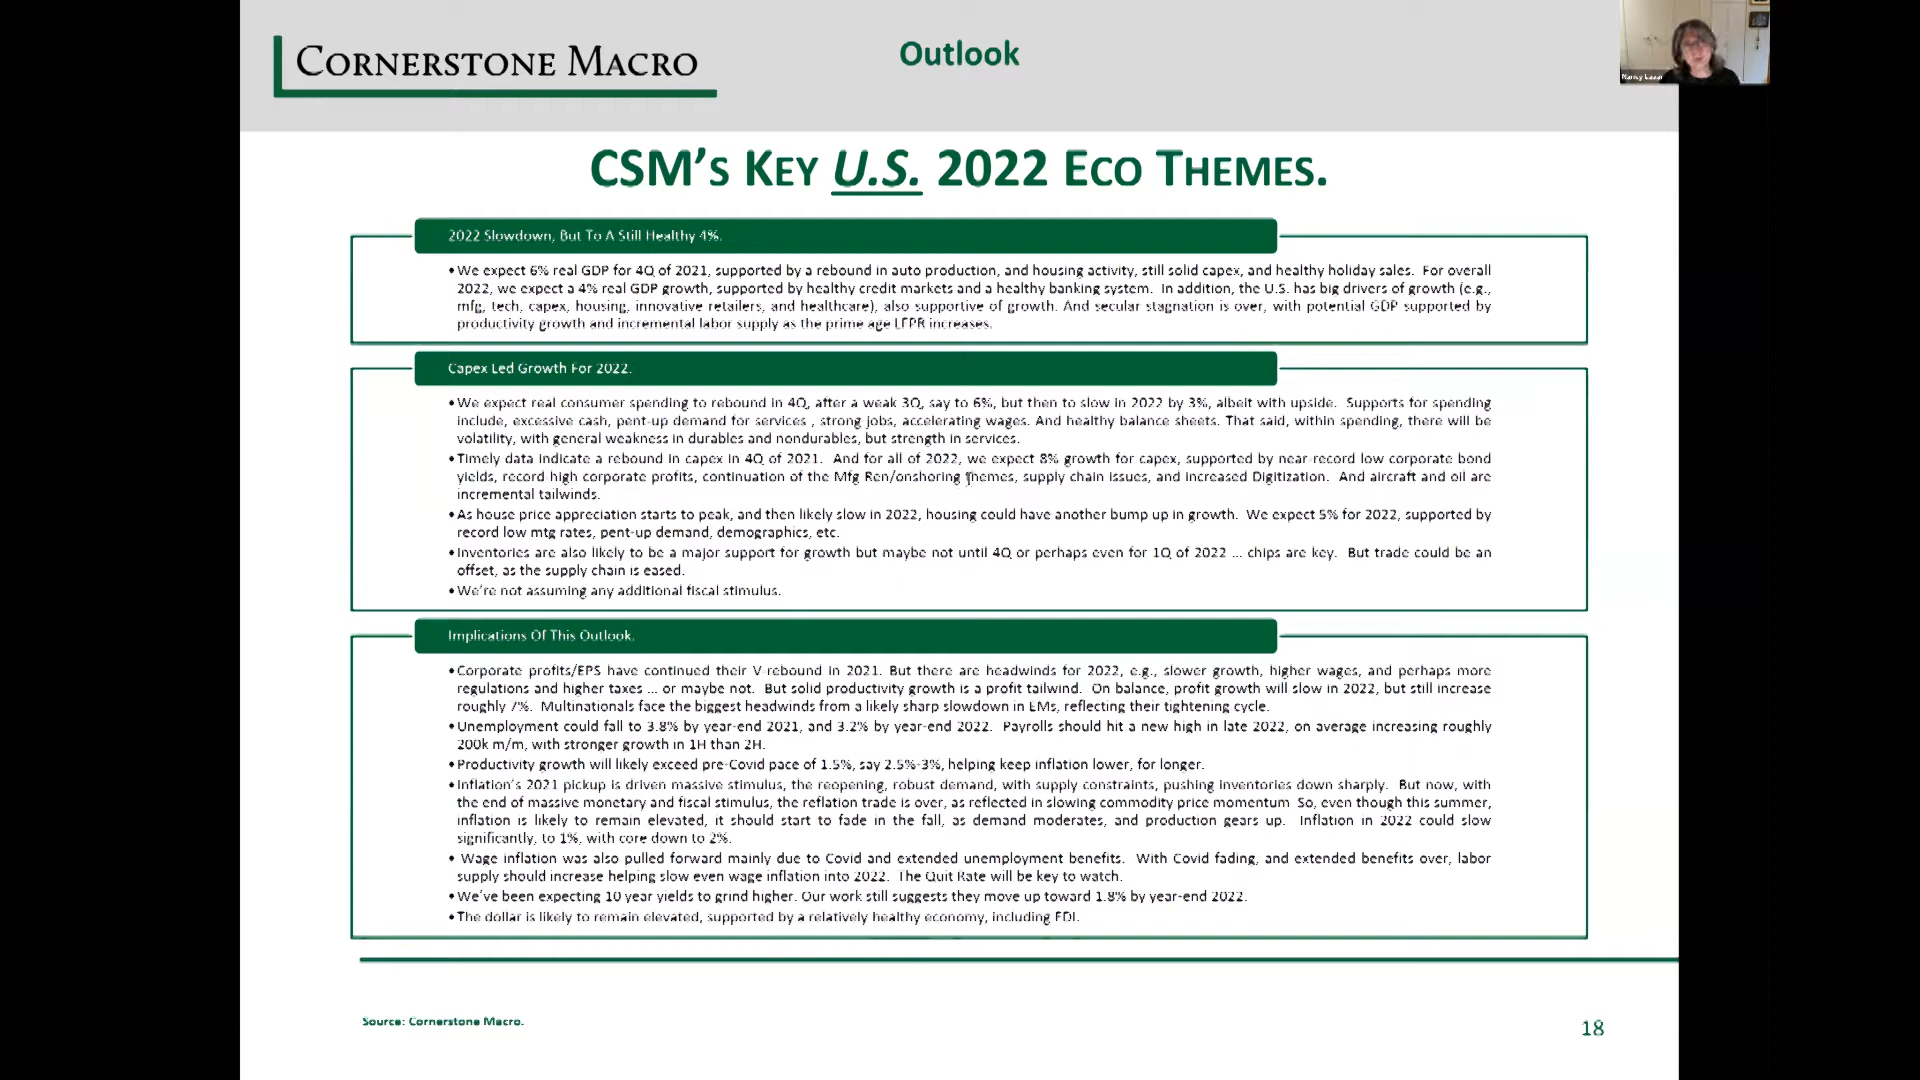 CORNERSTONE MACRO
Outlook
Nancy Lazar
CSM'S KEY U.S. 2022 ECO THEMES.
2022 Slowdown, But To A Still Healthy 4%.
•We expect 6% real GDP for 4Q of 2021, supported by a rebound in auto production, and housing activity, still solid capex, and healthy holiday sales. For overall
2022, we expect a 4% real GDP growth, supported by healthy credit markets and a healthy banking system. In addition, the U.S. has big drivers of growth (e.g.,
mfg, tech, capex, housing, innovative retailers, and healthcare), also supportive of growth. And secular stagnation is over, with potential GDP supported by
productivity growth and incremental labor supply as the prime age LFPR increases.
Capex Led Growth For 2022.
•We expect real consumer spending to rebound in 4Q, after a weak 3Q, say to 6%, but then to slow in 2022 by 3%, albeit with upside. Supports for spending
include, excessive cash, pent-up demand for services , strong jobs, accelerating wages. And healthy balance sheets. That said, within spending, there will be
volatility, with general weakness in durables and nondurables, but strength in services.
•Timely data indicate a rebound in capex in 4Q of 2021. And for all of 2022, we expect 8% growth for capex, supported by near-record low corporate bond
yields, record high corporate profits, continuation of the Mfg Ren/onshoring themes, supply chain issues, and increased Digitization. And aircraft and oil are
incremental tailwinds.
•As house price appreciation starts to peak, and then likely slow in 2022, housing could have another bump up in growth. We expect 5% for 2022, supported by
record low mtg rates, pent-up demand, demographics, etc.
•Inventories are also likely to be a major support for growth but maybe not until 4Q or perhaps even for 1Q of 2022 ... chips are key. But trade could be an
offset, as the supply chain is eased.
•We're not assuming any additional fiscal stimulus.
Implications Of This Outlook.
•Corporate profits/EPS have continued their V-rebound in 2021. But there are headwinds for 2022, e.g., slower growth, higher wages, and perhaps more
regulations and higher taxes ... or maybe not. But solid productivity growth is a profit tailwind. On balance, profit growth will slow in 2022, but still increase
roughly 7%. Multinationals face the biggest headwinds from a likely sharp slowdown in EMs, reflecting their tightening cycle.
•Unemployment could fall to 3.8% by year-end 2021, and 3.2% by year-end 2022. Payrolls should hit a new high in late 2022, on average increasing roughly
200k m/m, with stronger growth in 1H than 2H.
•Productivity growth will likely exceed pre-Covid pace of 1.5%, say 2.5%-3%, helping keep inflation lower, for longer.
•Inflation's 2021 pickup is driven massive stimulus, the reopening, robust demand, with supply constraints, pushing inventories down sharply. But now, with
the end of massive monetary and fiscal stimulus, the reflation trade is over, as reflected in slowing commodity price momentum So, even though this summer,
inflation is likely to remain elevated, it should start to fade in the fall, as demand moderates, and production gears up. Inflation in 2022 could slow
significantly, to 1%, with core down to 2%.
• Wage inflation was also pulled forward mainly due to Covid and extended unemployment benefits. With Covid fading, and extended benefits over, labor
supply should increase helping slow even wage inflation into 2022. The Quit Rate will be key to watch.
•We've been expecting 10 year yields to grind higher. Our work still suggests they move up toward 1.8% by year-end 2022.
•The dollar is likely to remain elevated, supported by a relatively healthy economy, including FDI.
Source: Cornerstone Macro.
18